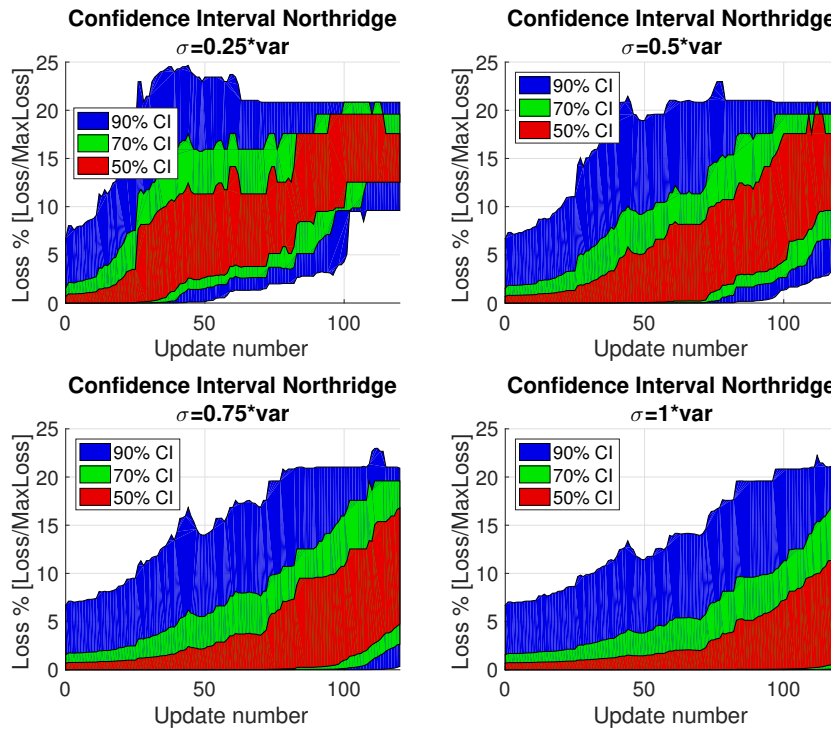 Confidence Interval Northridge
σ=0.25*var
Loss % [Loss/MaxLoss]
25
20
15
10
5
0
90% CI
70% CI
50% CI
0
50
100
Update number
Confidence Interval Northridge
σ=0.5*var
Loss % [Loss/MaxLoss]
25
20
15
10
5
0
90% CI
70% CI
50% CI
0
50
100
Update number
Confidence Interval Northridge
σ=0.75*var
Loss % [Loss/MaxLoss]
25
20
15
10
5
0
90% CI
70% CI
50% CI
0
50
100
Update number
Confidence Interval Northridge
σ=1*var
Loss % [Loss/MaxLoss]
25
20
15
10
5
0
90% CI
70% CI
50% CI
0
50
100
Update number